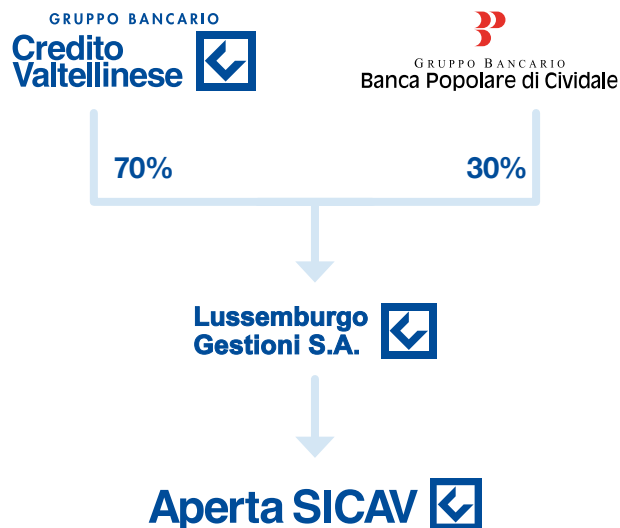 GRUPPO BANCARIO
Credito
Valtellinese
GRUPPO BANCARIO
Banca Popolare di Cividale
70%
30%
Lussemburgo
Gestioni S.A.
Aperta SICAV